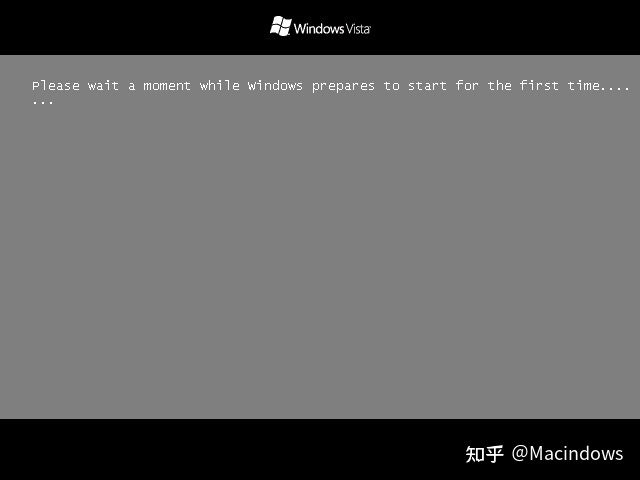 Windows Vista
Please wait a moment while Windows prepares to start for the first time....
...
知乎 @Macindows